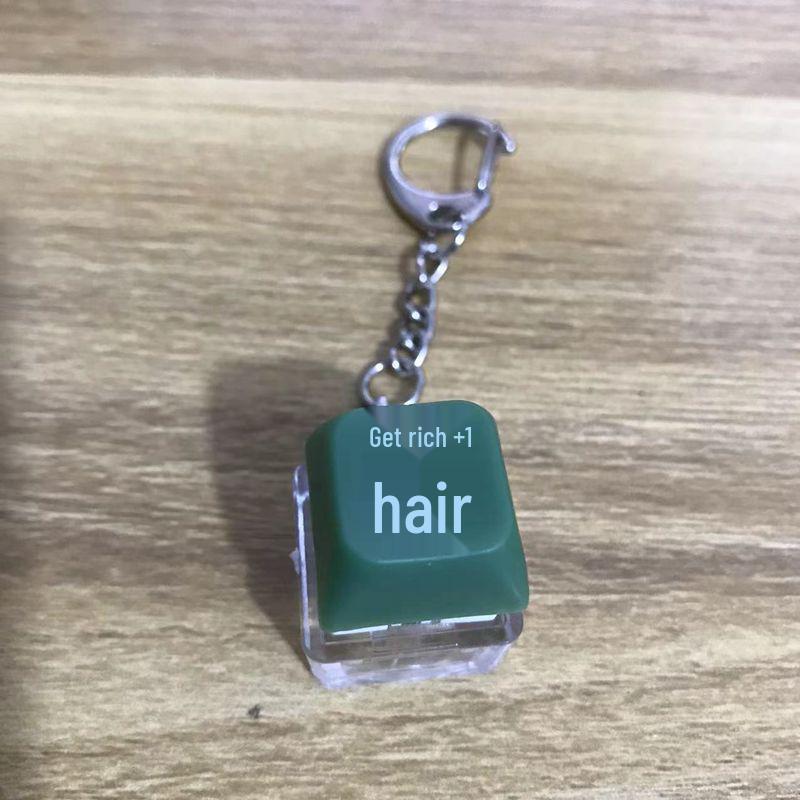 Get rich +1
hair